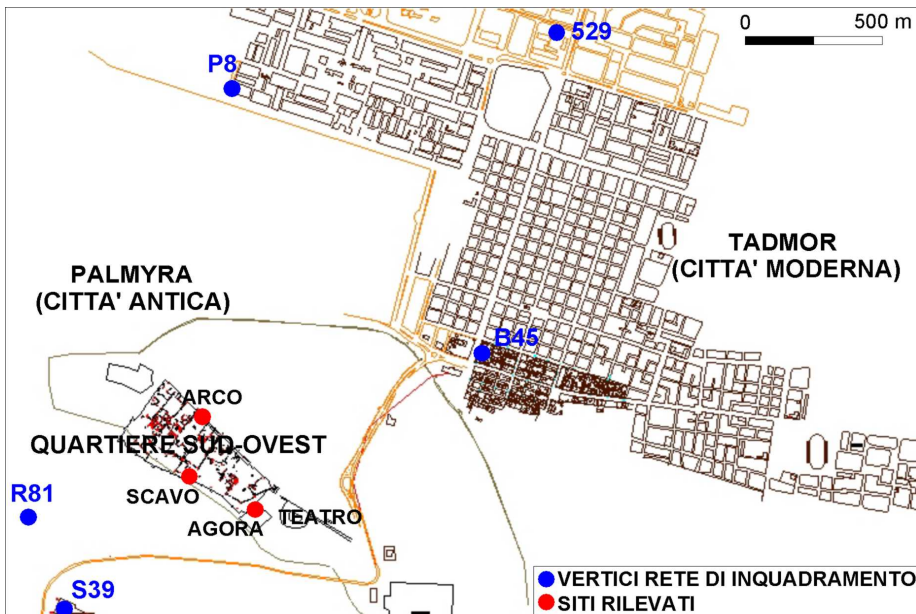 529
0 500 m
P8
TADMOR
(CITTA' MODERNA)
PALMYRA
(CITTA' ANTICA)
B45
ARCO
QUARTIERE SUD-OVEST
SCAVO
R81
TEATRO
AGORA
S39
VERTICI RETE DI INQUADRAMENTO
SITI RILEVATI